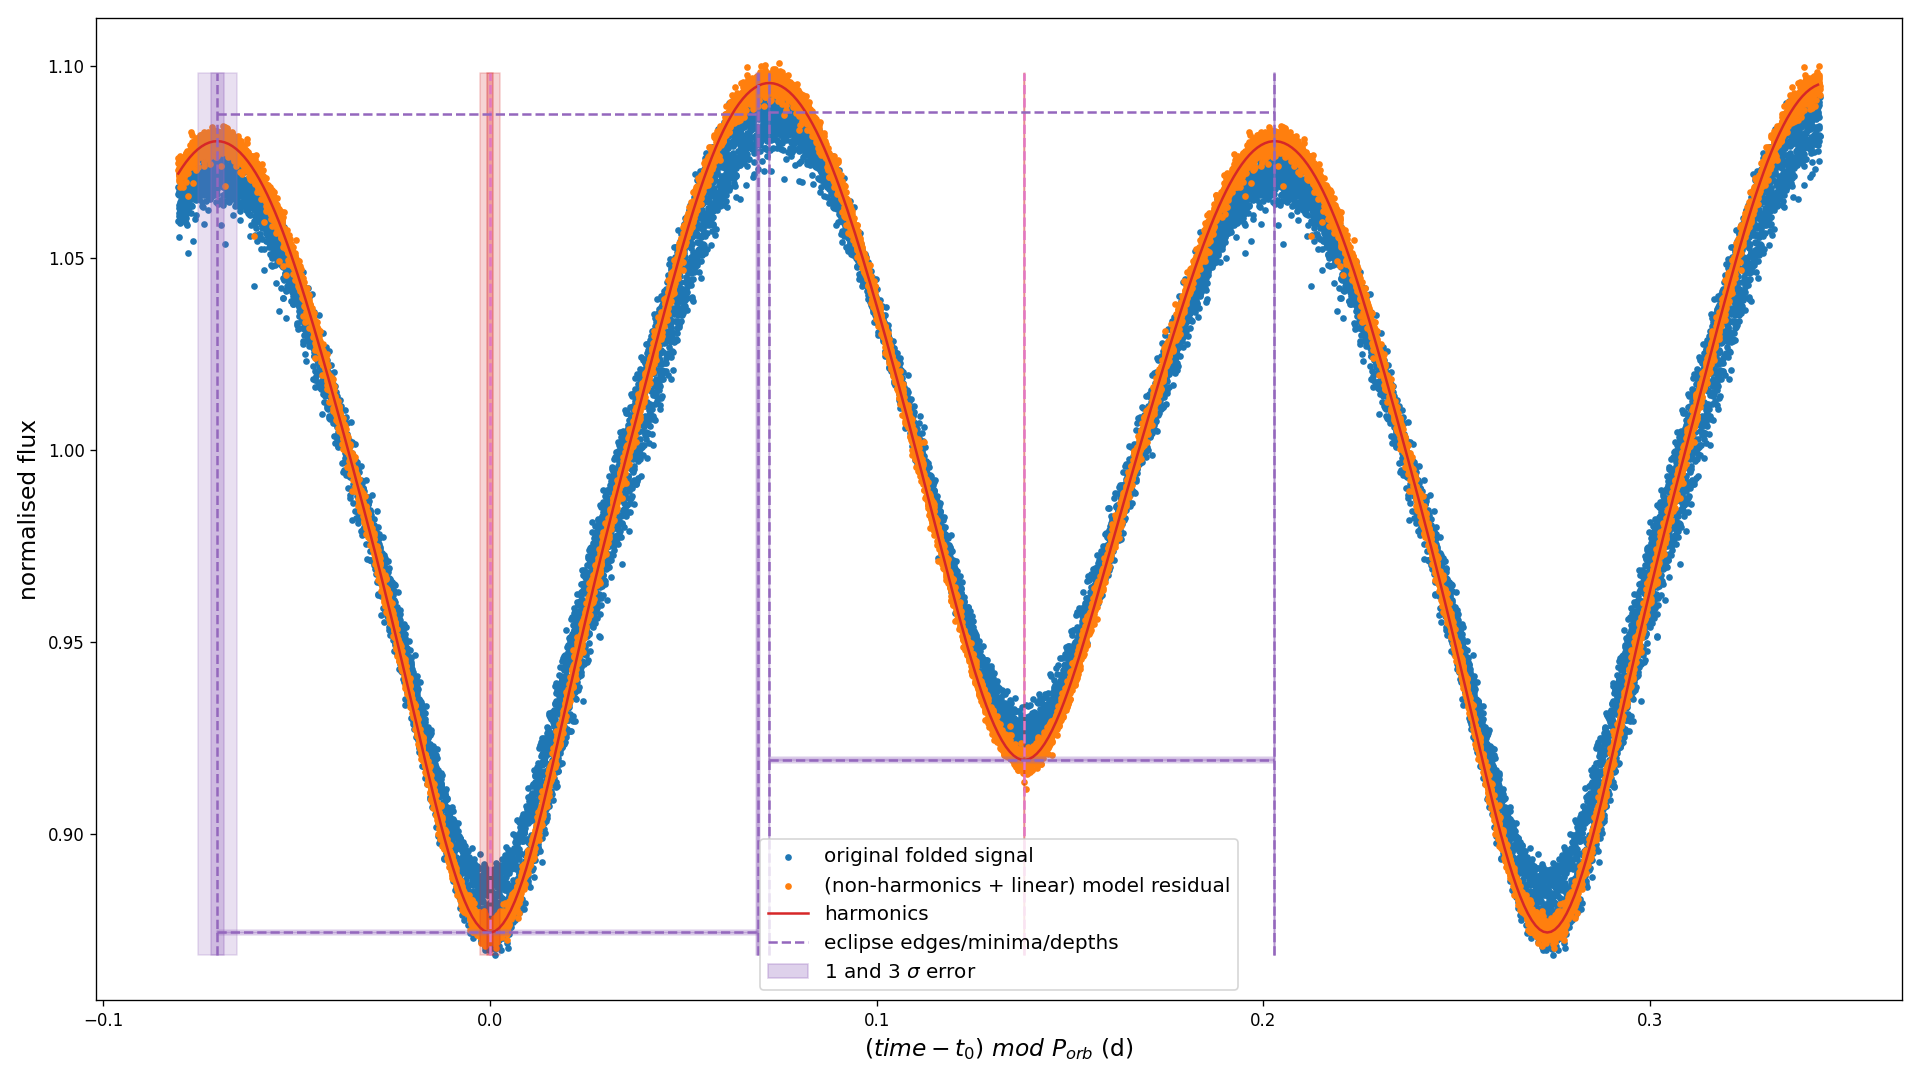 normalised flux
1.10
1.05
1.00
0.95
0.90
original folded signal
(non-harmonics + linear) model residual
harmonics
eclipse edges/minima/depths
1 and 3 σ error
−0.1
0.0
0.1
0.2
0.3
(time − t₀) mod Pₒᵣb (d)